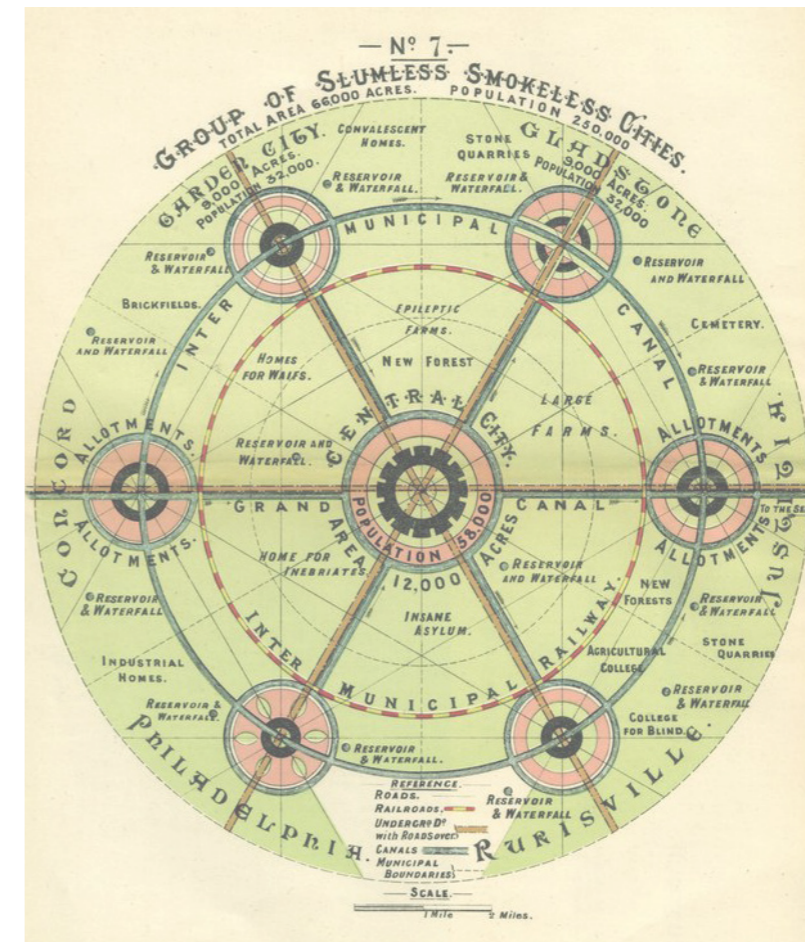 — Nº 7. —
GROUP OF SLUMLESS SMOKELESS CITIES.
TOTAL AREA 66,000 ACRES. POPULATION 250,000
GARDEN CITY.
9,000 ACRES.
POPULATION 32,000.
CONVALESCENT
HOMES.
STONE
QUARRIES
GLADSTONE
9,000 ACRES.
POPULATION 32,000
RESERVOIR
& WATERFALL.
RESERVOIR &
WATERFALL.
INTER MUNICIPAL CANAL
RESERVOIR
& WATERFALL
RESERVOIR
AND WATERFALL
BRICKFIELDS.
RESERVOIR
AND WATERFALL
EPILEPTIC
FARMS.
CEMETERY.
HOMES
FOR WAIFS.
NEW FOREST
RESERVOIR
& WATERFALL
LARGE
FARMS.
CONCORD
ALLOTMENTS.
RESERVOIR AND
WATERFALL.
CENTRAL CITY.
ALLOTMENTS
JUSTITIA
GRAND CANAL
TO THE SEA
POPULATION 58,000
AREA 12,000 ACRES
ALLOTMENTS.
ALLOTMENTS
HOME FOR
INEBRIATES.
RESERVOIR
AND WATERFALL
NEW
FORESTS
RESERVOIR
& WATERFALL
RESERVOIR
& WATERFALL
INSANE
ASYLUM.
STONE
QUARRIES
INTER MUNICIPAL RAILWAY.
AGRICULTURAL
COLLEGE
INDUSTRIAL
HOMES.
RESERVOIR
& WATERFALL
RESERVOIR &
WATERFALL
COLLEGE
FOR BLIND.
RESERVOIR
& WATERFALL.
PHILADELPHIA.
RURISVILLE.
REFERENCE.
ROADS.
RAILROADS,
UNDERGRD Dº
with ROADS over
CANALS
MUNICIPAL
BOUNDARIES
RESERVOIR
& WATERFALL
SCALE.
1 Mile 2 Miles.